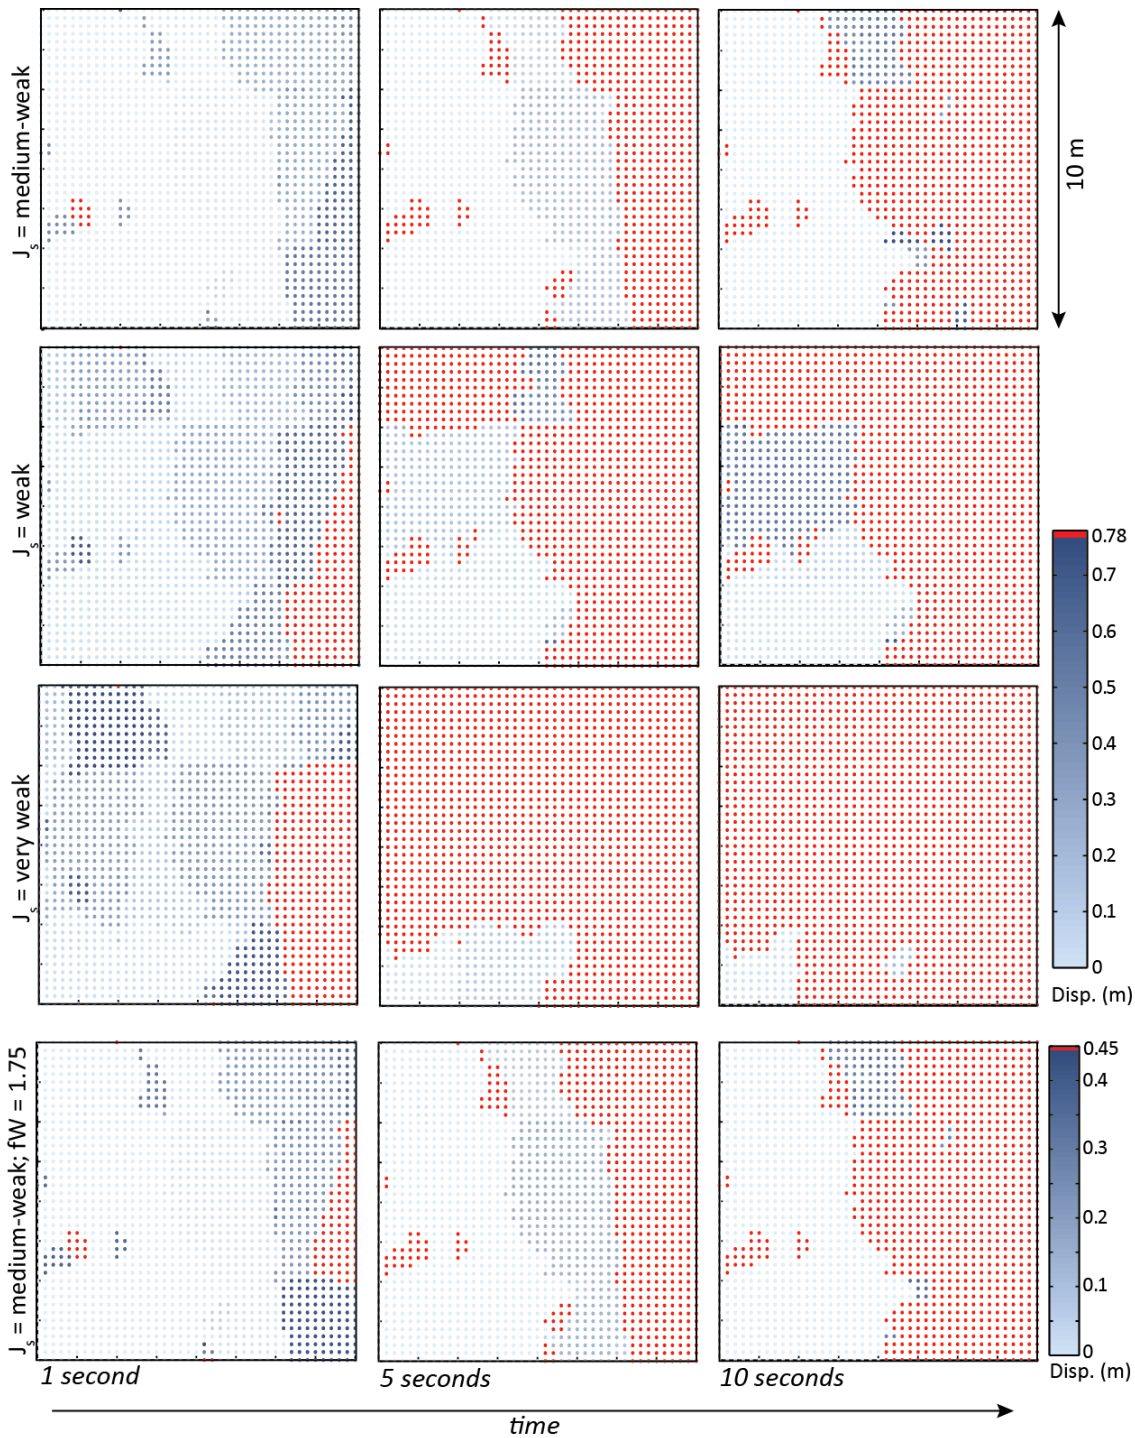 J_s = medium-weak
10 m
J_s = weak
0.78
0.7
0.6
0.5
0.4
0.3
0.2
0.1
0
Disp. (m)
J_s = very weak
J_s = medium-weak; fW = 1.75
0.45
0.4
0.3
0.2
0.1
0
Disp. (m)
1 second
5 seconds
10 seconds
time